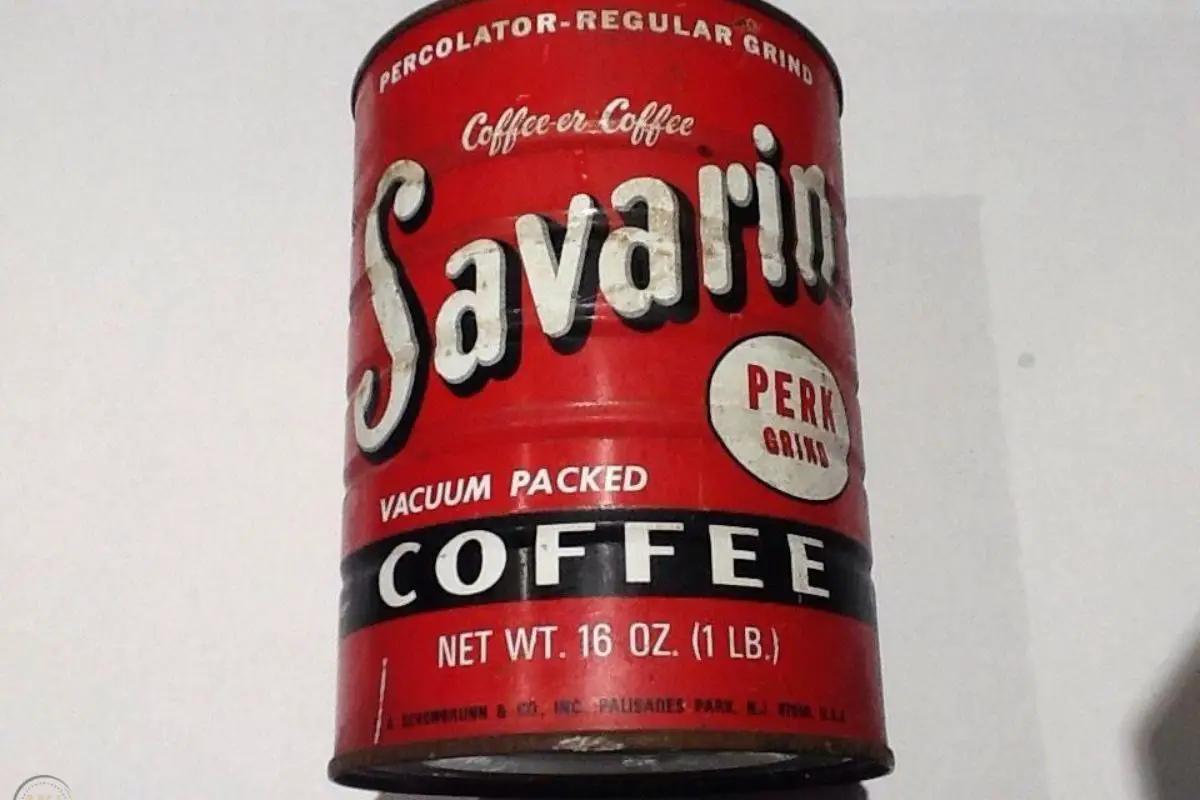 PERCOLATOR-REGULAR GRIND
Coffee-er Coffee
Savarin
PERK
GRIND
VACUUM PACKED
COFFEE
NET WT. 16 OZ. (1 LB.)
SCHONBRUNN & CO., INC. PALISADES PARK, N.J. U.S.A.